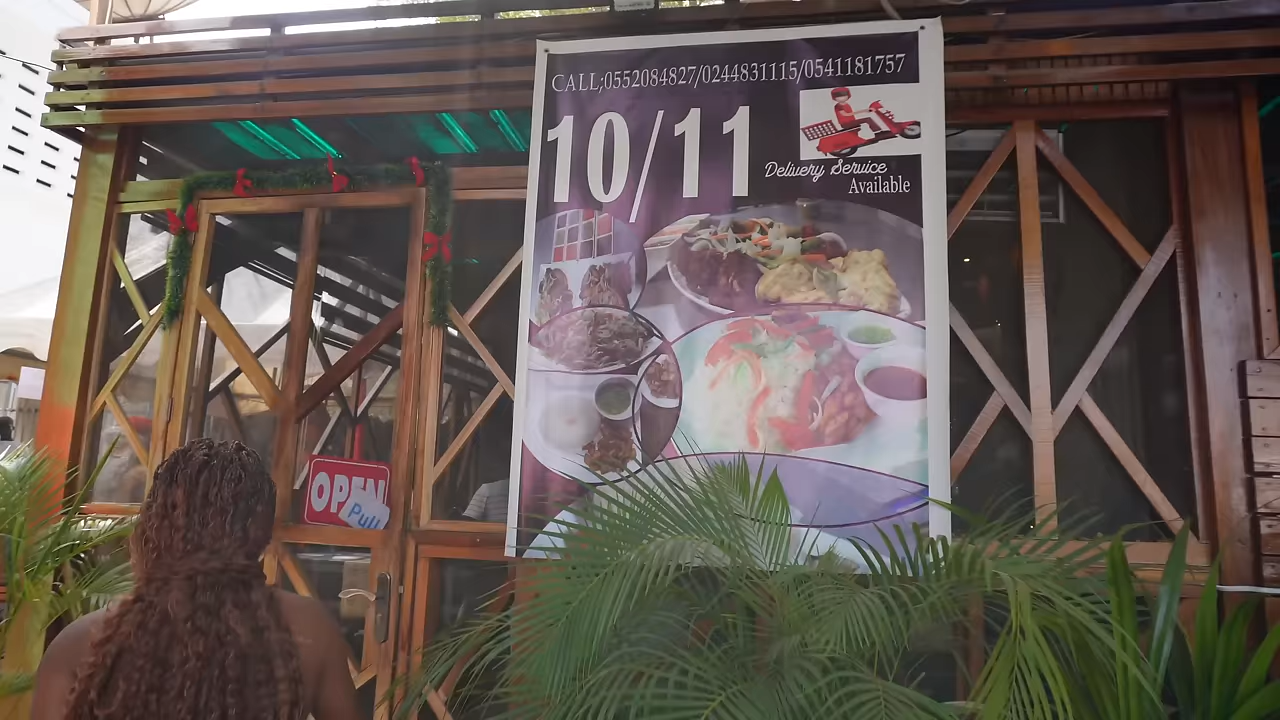 CALL;0552084827/0244831115/0541181757
10/11
Delivery Service
Available
OPEN
Pull